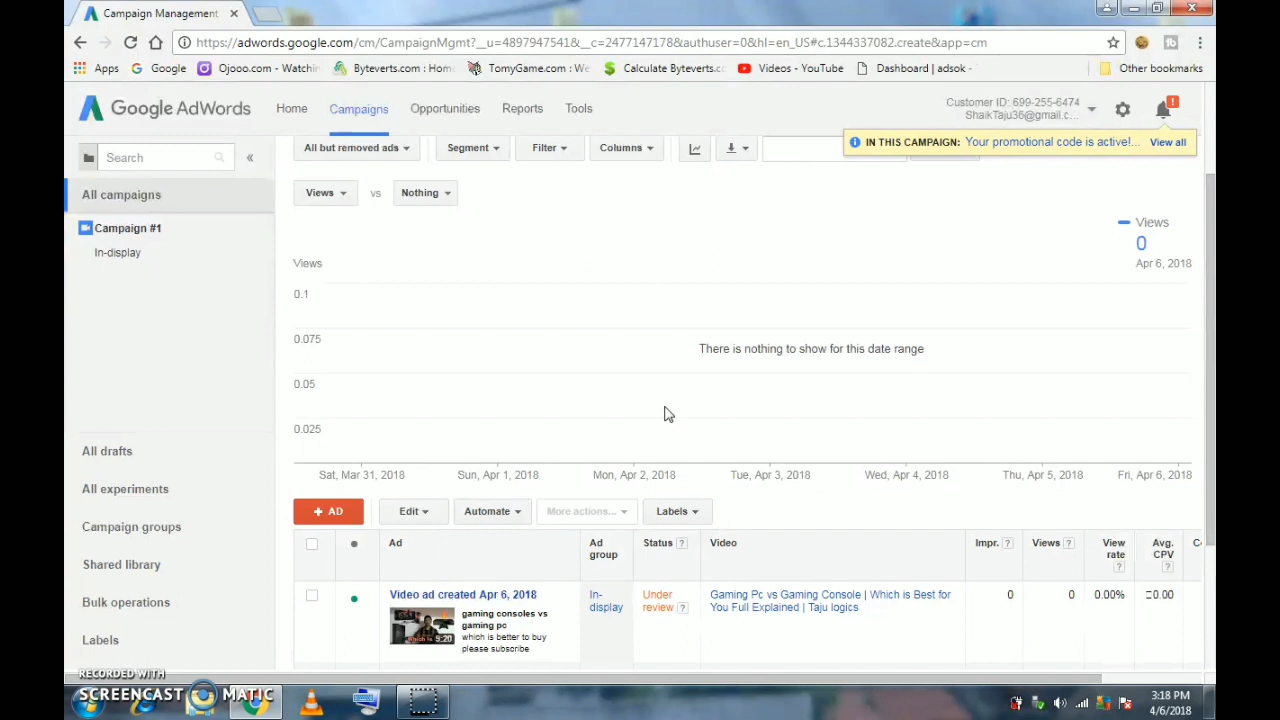 Campaign Management
https://adwords.google.com/cm/CampaignMgmt?__u=4897947541&__c=2477147178&authuser=0&hl=en_US#c.1344337082.create&app=cm
Apps Google Ojooo.com - Watchin Byteverts.com : Hom TomyGame.com : We Calculate Byteverts.c Videos - YouTube Dashboard | adsok - Other bookmarks
Google AdWords Home Campaigns Opportunities Reports Tools
Customer ID: 699-255-6474
ShaikTaju36@gmail.c...
IN THIS CAMPAIGN: Your promotional code is active!... View all
Search «
All but removed ads Segment Filter Columns
All campaigns
Views vs Nothing
Campaign #1
In-display
Views
0
Apr 6, 2018
Views
0.1
0.075
There is nothing to show for this date range
0.05
0.025
Sat, Mar 31, 2018 Sun, Apr 1, 2018 Mon, Apr 2, 2018 Tue, Apr 3, 2018 Wed, Apr 4, 2018 Thu, Apr 5, 2018 Fri, Apr 6, 2018
All drafts
All experiments
Campaign groups
Shared library
Bulk operations
Labels
+ AD Edit Automate More actions... Labels
Ad Ad group Status ? Video Impr. ? Views ? View rate ? Avg. CPV ?
Video ad created Apr 6, 2018
gaming consoles vs
gaming pc
which is better to buy
please subscribe
9:20
In-display
Under review ?
Gaming Pc vs Gaming Console | Which is Best for
You Full Explained | Taju logics
0 0 0.00% 0.00
RECORDED WITH
SCREENCAST MATIC
3:18 PM
4/6/2018